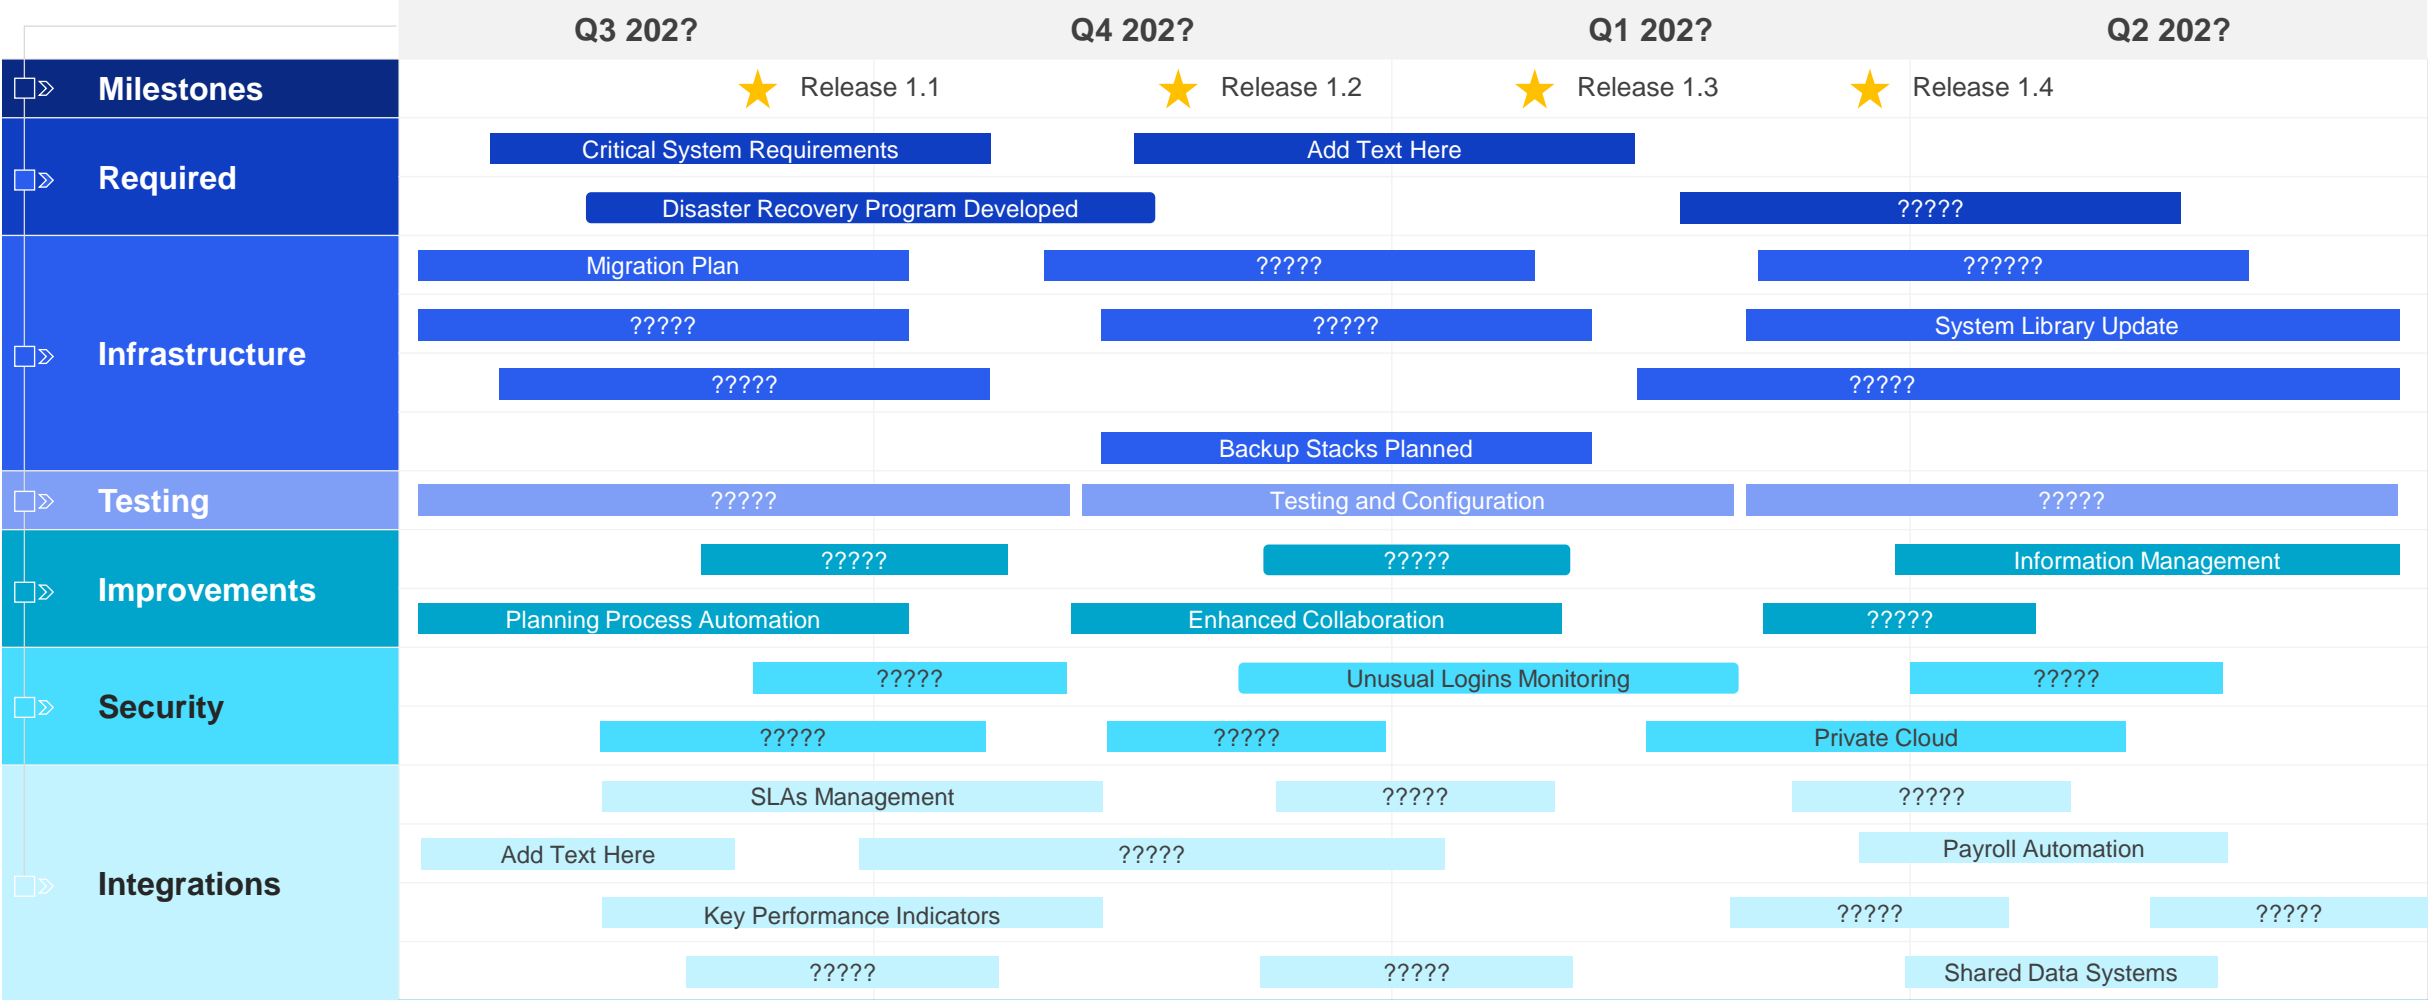 Q3 202? Q4 202? Q1 202? Q2 202?
Milestones
Release 1.1 Release 1.2 Release 1.3 Release 1.4
Required
Critical System Requirements Add Text Here
Disaster Recovery Program Developed ?????
Infrastructure
Migration Plan ????? ??????
????? ????? System Library Update
????? ?????
Backup Stacks Planned
Testing
????? Testing and Configuration ?????
Improvements
????? ????? Information Management
Planning Process Automation Enhanced Collaboration ?????
Security
????? Unusual Logins Monitoring ?????
????? ????? Private Cloud
Integrations
SLAs Management ????? ?????
Add Text Here ????? Payroll Automation
Key Performance Indicators ????? ?????
????? ????? Shared Data Systems